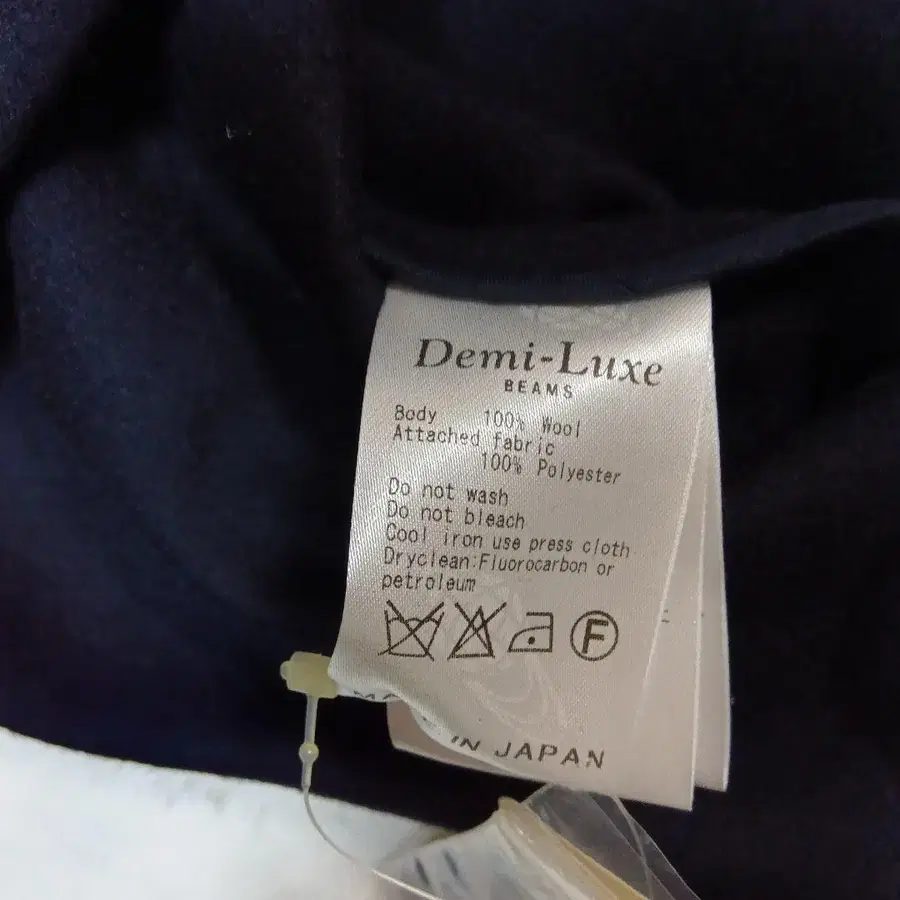 Demi-Luxe
BEAMS
Body 100% Wool
Attached fabric
100% Polyester
Do not wash
Do not bleach
Cool iron use press cloth
Dryclean:Fluorocarbon or
petroleum
F
IN JAPAN